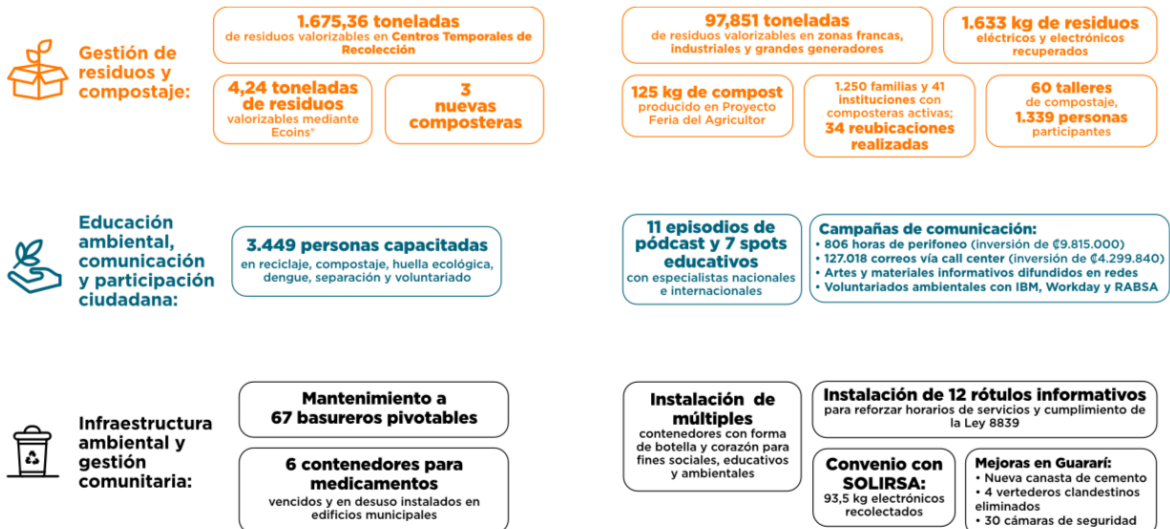 Gestión de
residuos y
compostaje:
1.675,36 toneladas
de residuos valorizables en Centros Temporales de
Recolección
4,24 toneladas
de residuos
valorizables mediante
Ecoins®
3
nuevas
composteras
97,851 toneladas
de residuos valorizables en zonas francas,
industriales y grandes generadores
1.633 kg de residuos
eléctricos y electrónicos
recuperados
125 kg de compost
producido en Proyecto
Feria del Agricultor
1.250 familias y 41
instituciones con
composteras activas;
34 reubicaciones
realizadas
60 talleres
de compostaje,
1.339 personas
participantes
Educación
ambiental,
comunicación
y participación
ciudadana:
3.449 personas capacitadas
en reciclaje, compostaje, huella ecológica,
dengue, separación y voluntariado
11 episodios de
pódcast y 7 spots
educativos
con especialistas nacionales
e internacionales
Campañas de comunicación:
• 806 horas de perifoneo (inversión de ₡9.815.000)
• 127.018 correos vía call center (inversión de ₡4.299.840)
• Artes y materiales informativos difundidos en redes
• Voluntariados ambientales con IBM, Workday y RABSA
Infraestructura
ambiental y
gestión
comunitaria:
Mantenimiento a
67 basureros pivotables
6 contenedores para
medicamentos
vencidos y en desuso instalados en
edificios municipales
Instalación de
múltiples
contenedores con forma
de botella y corazón para
fines sociales, educativos
y ambientales
Instalación de 12 rótulos informativos
para reforzar horarios de servicios y cumplimiento de
la Ley 8839
Convenio con
SOLIRSA:
93,5 kg electrónicos
recolectados
Mejoras en Guararí:
• Nueva canasta de cemento
• 4 vertederos clandestinos
eliminados
• 30 cámaras de seguridad